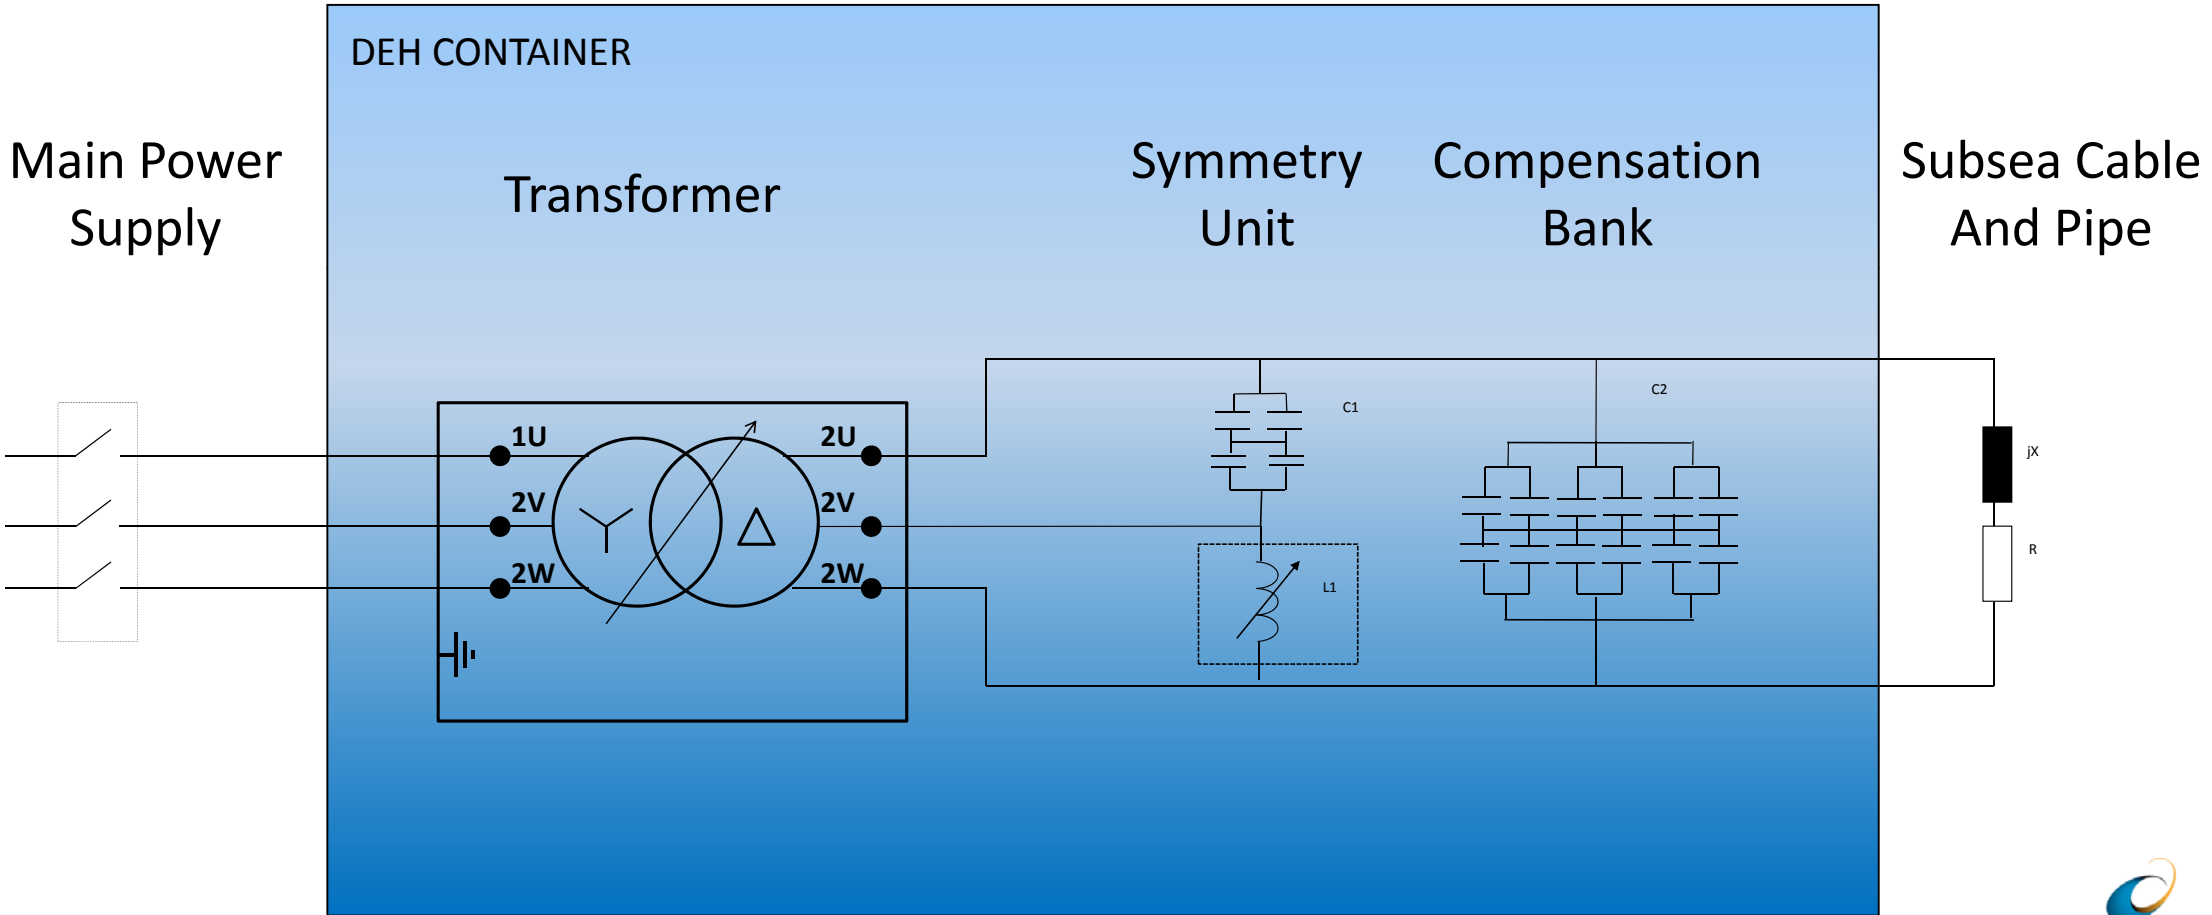 DEH CONTAINER
Main Power
Supply
Transformer
Symmetry
Unit
Compensation
Bank
Subsea Cable
And Pipe
C2
C1
1U
2U
jX
2V
2V
R
2W
2W
L1